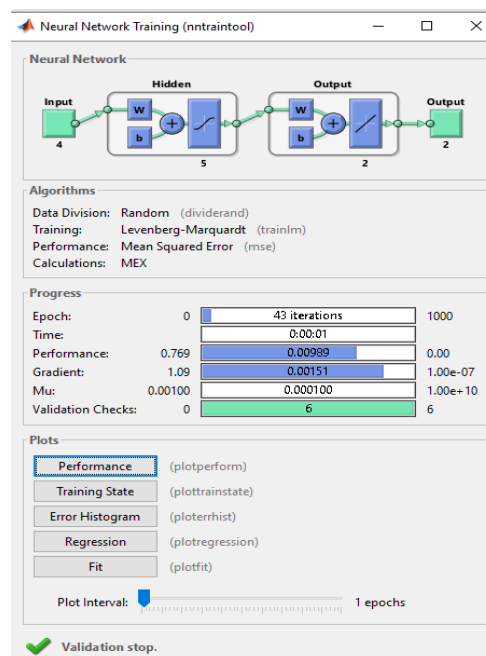 Neural Network Training (nntraintool)
Neural Network
Hidden
Output
Input
Output
W
W
b
b
4
5
2
2
Algorithms
Data Division: Random (dividerand)
Training: Levenberg-Marquardt (trainlm)
Performance: Mean Squared Error (mse)
Calculations: MEX
Progress
Epoch: 0 43 iterations 1000
Time: 0:00:01
Performance: 0.769 0.00989 0.00
Gradient: 1.09 0.00151 1.00e-07
Mu: 0.00100 0.000100 1.00e+10
Validation Checks: 0 6 6
Plots
Performance (plotperform)
Training State (plottrainstate)
Error Histogram (ploterrhist)
Regression (plotregression)
Fit (plotfit)
Plot Interval: 1 epochs
Validation stop.